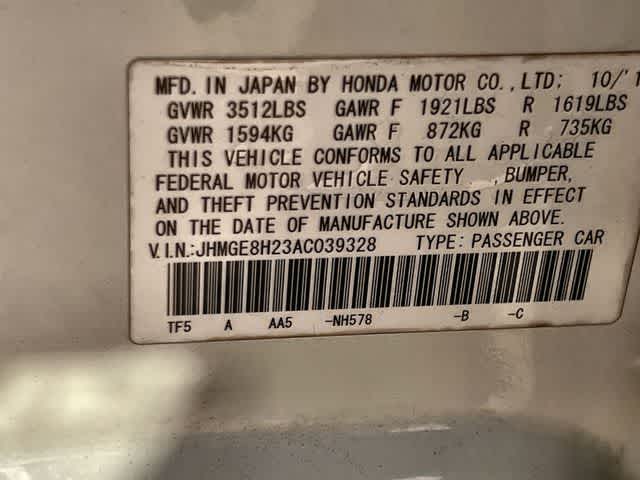 MFD. IN JAPAN BY HONDA MOTOR CO.,LTD; 10/'1
GVWR 3512LBS GAWR F 1921LBS R 1619LBS
GVWR 1594KG GAWR F 872KG R 735KG
THIS VEHICLE CONFORMS TO ALL APPLICABLE
FEDERAL MOTOR VEHICLE SAFETY ,BUMPER,
AND THEFT PREVENTION STANDARDS IN EFFECT
ON THE DATE OF MANUFACTURE SHOWN ABOVE.
V.I.N.:JHMGE8H23AC039328 TYPE: PASSENGER CAR
TF5 A AA5 -NH578 -B -C